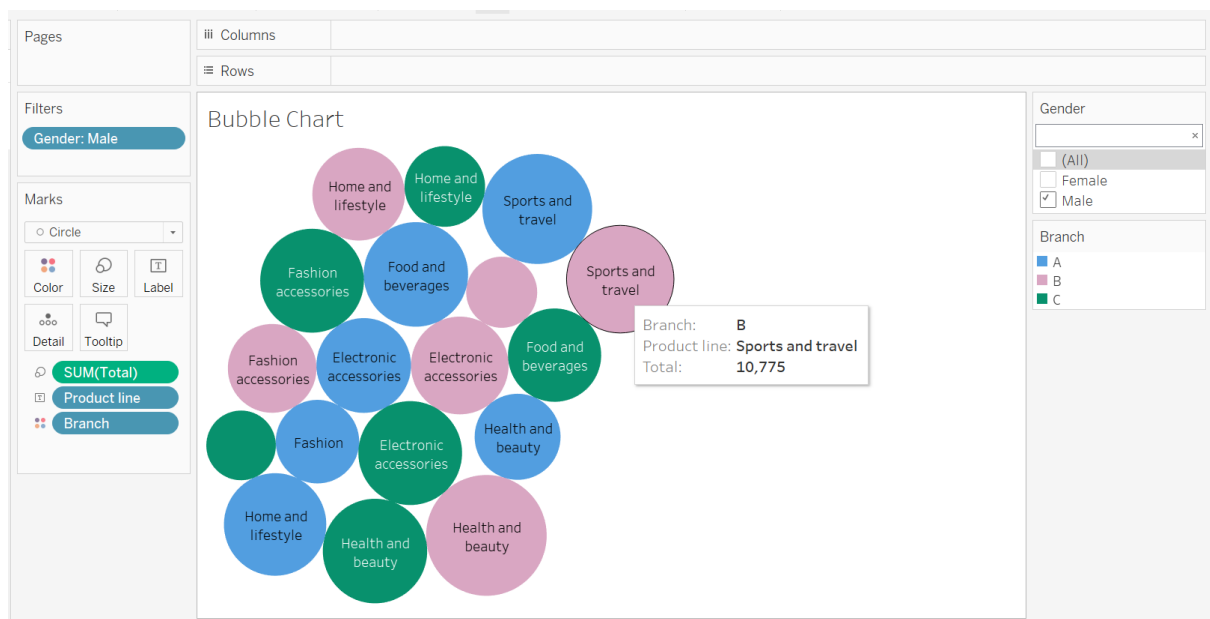 Pages
iii Columns
Rows
Filters
Gender: Male
Marks
Circle
Color
Size
Label
Detail
Tooltip
SUM(Total)
Product line
Branch
Bubble Chart
Home and
lifestyle
Home and
lifestyle
Sports and
travel
Fashion
accessories
Food and
beverages
Sports and
travel
Fashion
accessories
Electronic
accessories
Electronic
accessories
Food and
beverages
Branch: B
Product line: Sports and travel
Total: 10,775
Fashion
Electronic
accessories
Health and
beauty
Home and
lifestyle
Health and
beauty
Health and
beauty
Gender
(All)
Female
Male
Branch
A
B
C